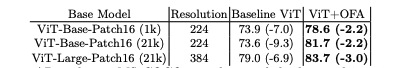 Base Model Resolution Baseline ViT ViT+OFA
ViT-Base-Patch16 (1k) 224 73.9 (-7.0) 78.6 (-2.2)
ViT-Base-Patch16 (21k) 224 73.6 (-9.3) 81.7 (-2.2)
ViT-Large-Patch16 (21k) 384 79.0 (-6.9) 83.7 (-3.0)